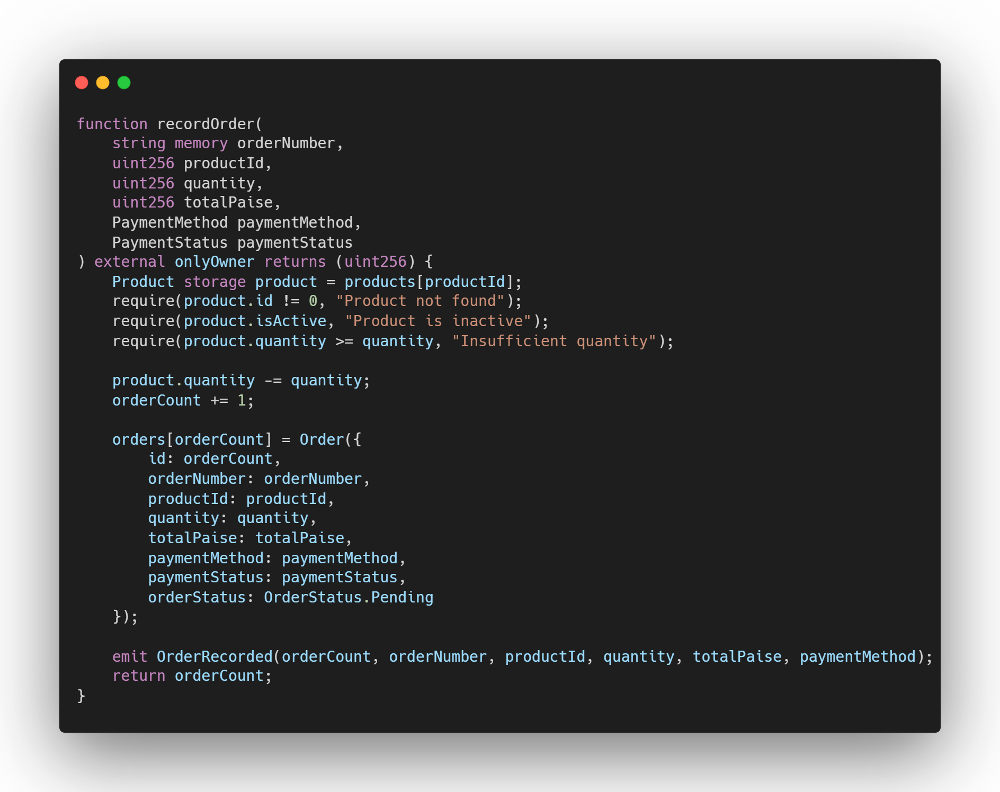 function recordOrder(
    string memory orderNumber,
    uint256 productId,
    uint256 quantity,
    uint256 totalPaise,
    PaymentMethod paymentMethod,
    PaymentStatus paymentStatus
) external onlyOwner returns (uint256) {
    Product storage product = products[productId];
    require(product.id != 0, "Product not found");
    require(product.isActive, "Product is inactive");
    require(product.quantity >= quantity, "Insufficient quantity");

    product.quantity -= quantity;
    orderCount += 1;

    orders[orderCount] = Order({
        id: orderCount,
        orderNumber: orderNumber,
        productId: productId,
        quantity: quantity,
        totalPaise: totalPaise,
        paymentMethod: paymentMethod,
        paymentStatus: paymentStatus,
        orderStatus: OrderStatus.Pending
    });

    emit OrderRecorded(orderCount, orderNumber, productId, quantity, totalPaise, paymentMethod);
    return orderCount;
}